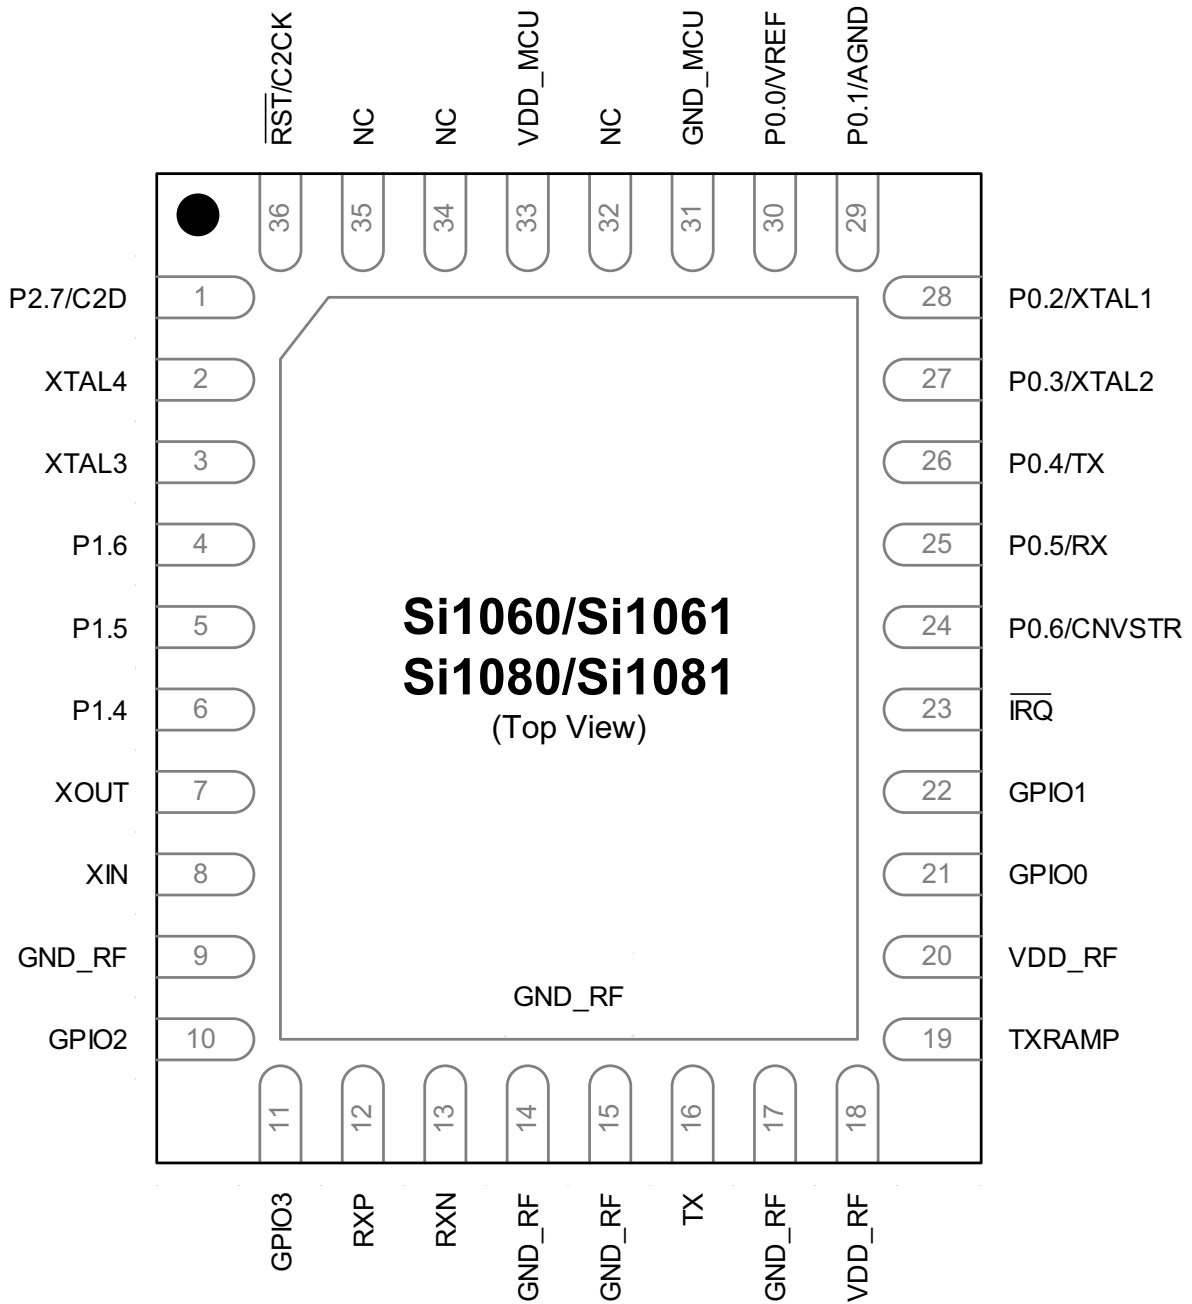 RST/C2CK
NC
NC
VDD_MCU
NC
GND_MCU
P0.0/VREF
P0.1/AGND
36
35
34
33
32
31
30
29
P2.7/C2D 1
XTAL4 2
XTAL3 3
P1.6 4
P1.5 5
P1.4 6
XOUT 7
XIN 8
GND_RF 9
GPIO2 10
28 P0.2/XTAL1
27 P0.3/XTAL2
26 P0.4/TX
25 P0.5/RX
24 P0.6/CNVSTR
23 IRQ
22 GPIO1
21 GPIO0
20 VDD_RF
19 TXRAMP
Si1060/Si1061
Si1080/Si1081
(Top View)
GND_RF
11
12
13
14
15
16
17
18
GPIO3
RXP
RXN
GND_RF
GND_RF
TX
GND_RF
VDD_RF